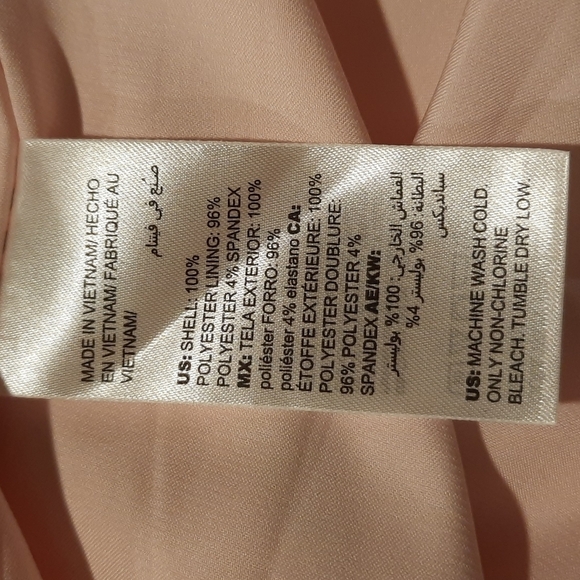 MADE IN VIETNAM/ HECHO
EN VIETNAM/ FABRIQUÉ AU
VIETNAM/
صنع في فيتنام
US: SHELL: 100%
POLYESTER LINING: 96%
POLYESTER 4% SPANDEX
MX: TELA EXTERIOR: 100%
poliéster FORRO: 96%
poliéster 4% elastano CA:
ÉTOFFE EXTÉRIEURE: 100%
POLYESTER DOUBLURE:
96% POLYESTER 4%
SPANDEX AE/KW:
القماش الخارجي: 100% بوليستر
البطانة: 96% بوليستر 4%
سبانديكس
US: MACHINE WASH COLD.
ONLY NON-CHLORINE
BLEACH. TUMBLE DRY LOW.